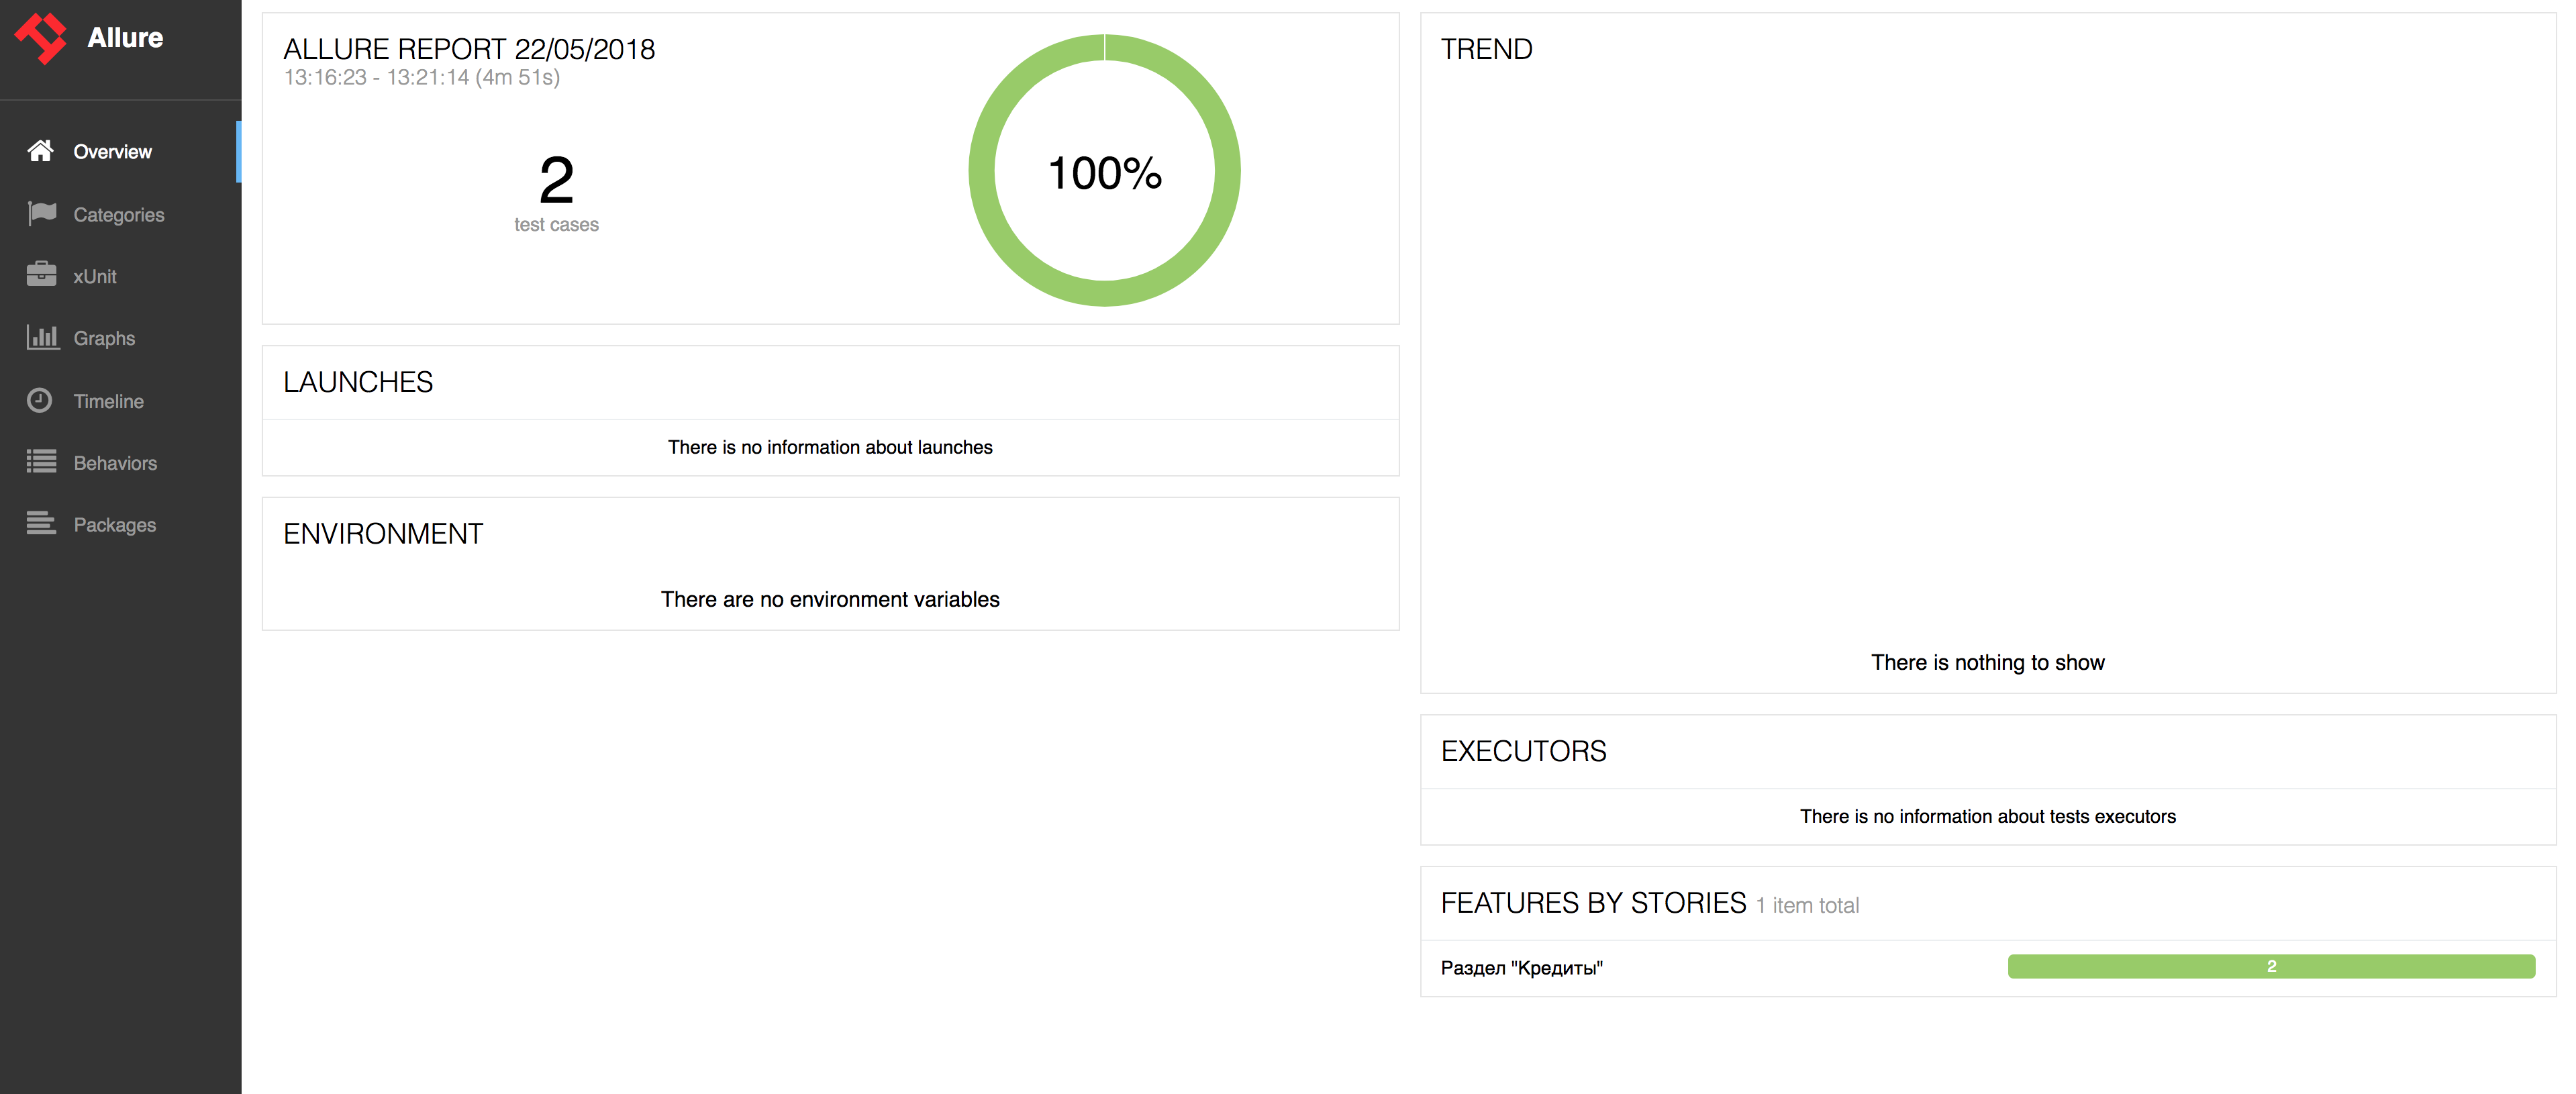 Allure
Overview
Categories
xUnit
Graphs
Timeline
Behaviors
Packages
ALLURE REPORT 22/05/2018
13:16:23 - 13:21:14 (4m 51s)
2
test cases
100%
LAUNCHES
There is no information about launches
ENVIRONMENT
There are no environment variables
TREND
There is nothing to show
EXECUTORS
There is no information about tests executors
FEATURES BY STORIES 1 item total
Раздел "Кредиты" 2